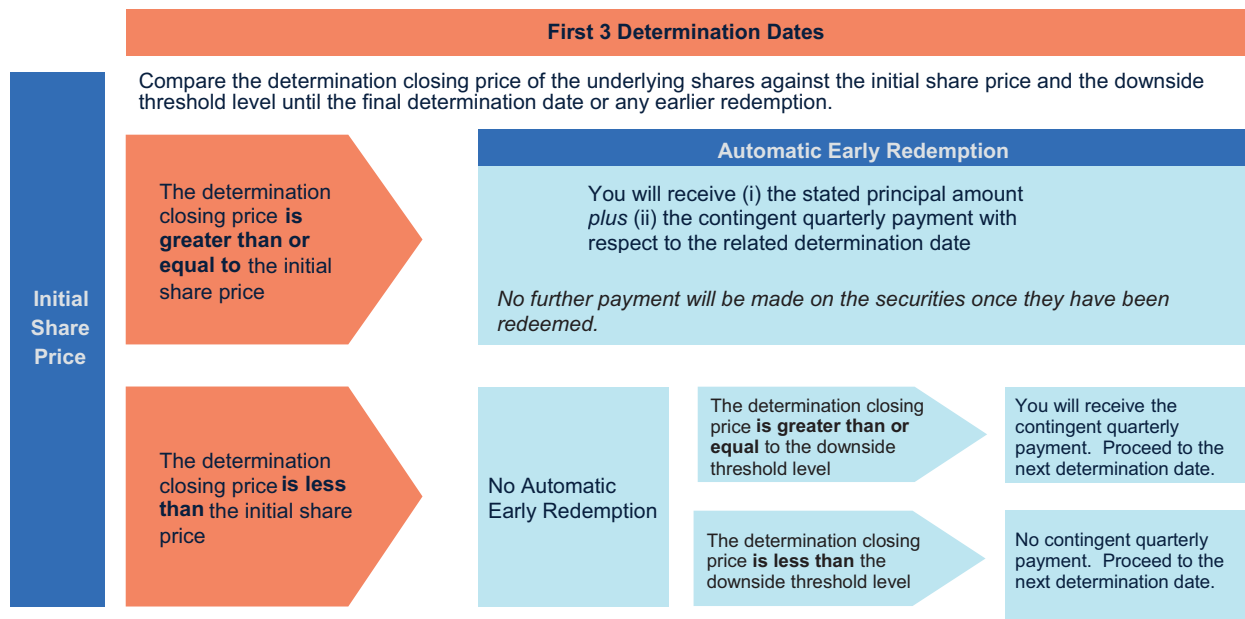 First 3 Determination Dates
Compare the determination closing price of the underlying shares against the initial share price and the downside
threshold level until the final determination date or any earlier redemption.
Initial
Share
Price
The determination
closing price is
greater than or
equal to the initial
share price
Automatic Early Redemption
You will receive (i) the stated principal amount
plus (ii) the contingent quarterly payment with
respect to the related determination date
No further payment will be made on the securities once they have been
redeemed.
The determination
closing price is less
than the initial share
price
No Automatic
Early Redemption
The determination closing
price is greater than or
equal to the downside
threshold level
You will receive the
contingent quarterly
payment. Proceed to the
next determination date.
The determination closing
price is less than the
downside threshold level
No contingent quarterly
payment. Proceed to the
next determination date.